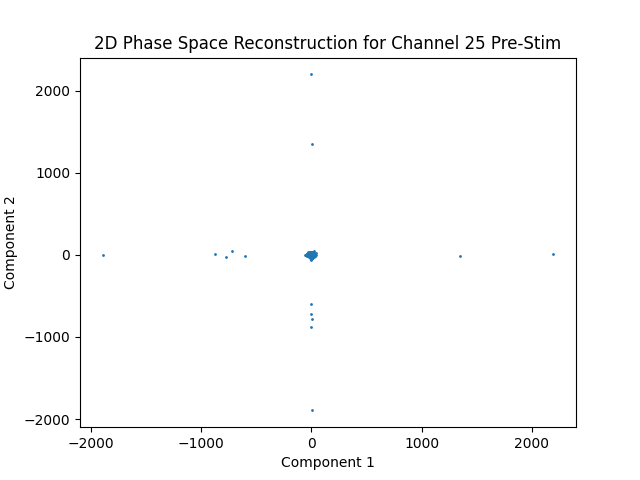 2D Phase Space Reconstruction for Channel 25 Pre-Stim
2000
1000
0
−1000
−2000
Component 2
−2000 −1000 0 1000 2000
Component 1